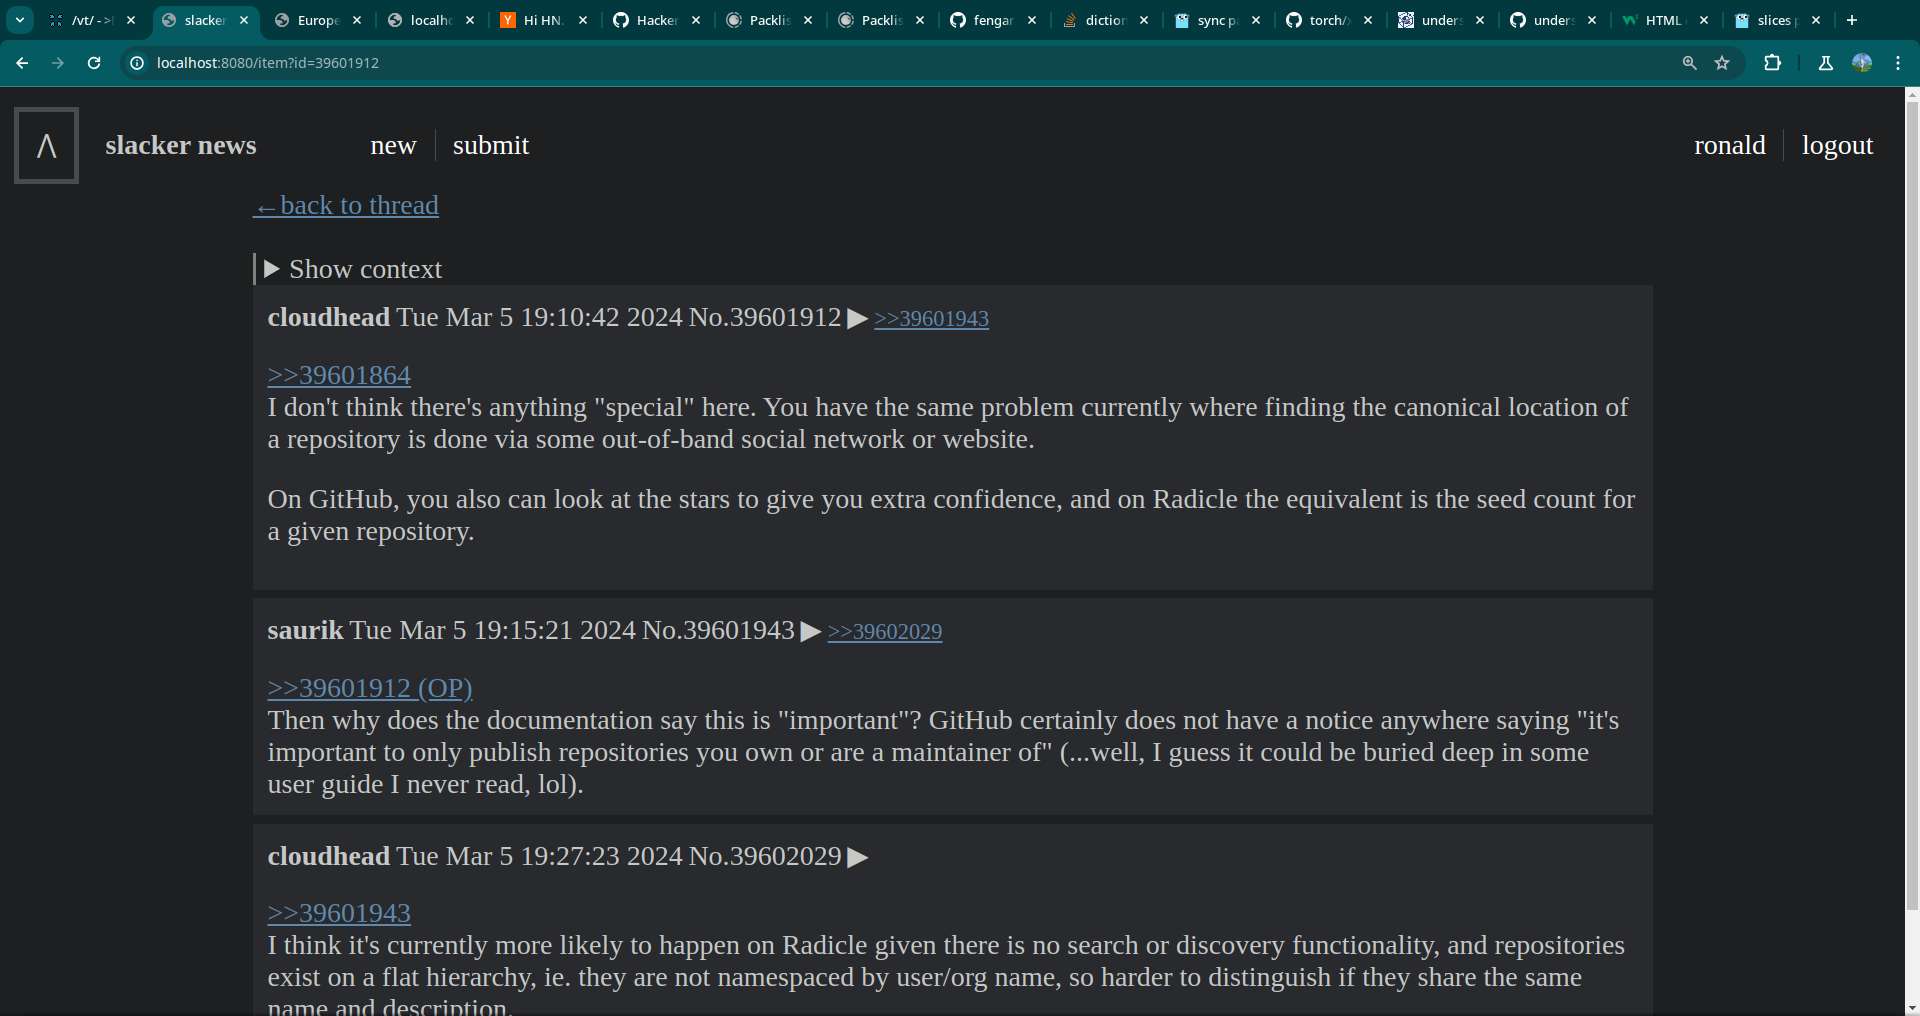 /vt/ - >
slacker
Europe
localho
Hi HN
Hacker
Packlis
Packlis
fengar
diction
sync p
torch/
unders
unders
HTML
slices p
localhost:8080/item?id=39601912
Λ
slacker news
new
submit
ronald
logout
←back to thread
▶ Show context
cloudhead Tue Mar 5 19:10:42 2024 No.39601912 ▶ >>39601943
>>39601864
I don't think there's anything "special" here. You have the same problem currently where finding the canonical location of
a repository is done via some out-of-band social network or website.
On GitHub, you also can look at the stars to give you extra confidence, and on Radicle the equivalent is the seed count for
a given repository.
saurik Tue Mar 5 19:15:21 2024 No.39601943 ▶ >>39602029
>>39601912 (OP)
Then why does the documentation say this is "important"? GitHub certainly does not have a notice anywhere saying "it's
important to only publish repositories you own or are a maintainer of" (...well, I guess it could be buried deep in some
user guide I never read, lol).
cloudhead Tue Mar 5 19:27:23 2024 No.39602029 ▶
>>39601943
I think it's currently more likely to happen on Radicle given there is no search or discovery functionality, and repositories
exist on a flat hierarchy, ie. they are not namespaced by user/org name, so harder to distinguish if they share the same
name and description.